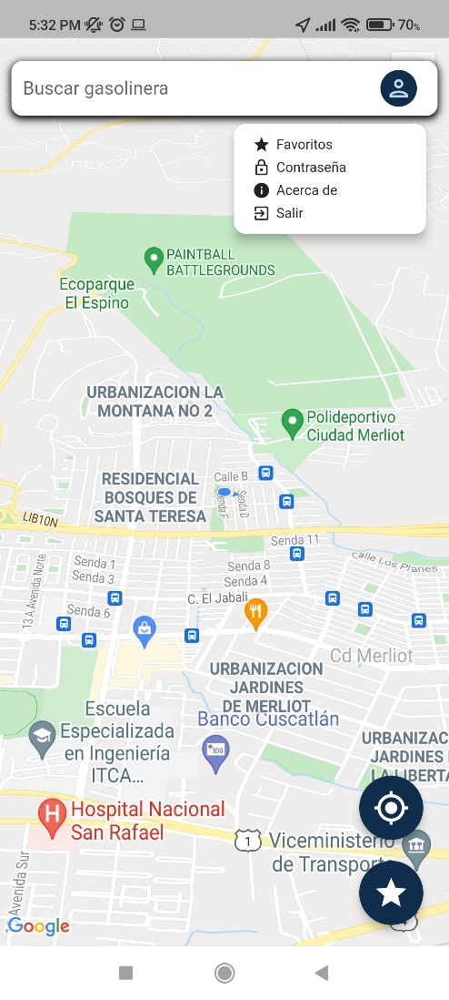 5:32 PM
70%
Buscar gasolinera
Favoritos
Contraseña
Acerca de
Salir
PAINTBALL
BATTLEGROUNDS
Ecoparque
El Espino
URBANIZACION LA
MONTANA NO 2
Polideportivo
Ciudad Merliot
RESIDENCIAL
BOSQUES DE
SANTA TERESA
Calle B
Senda F
Senda D
LIB10N
Senda 11
Calle Los Planes
Senda 1
Senda 3
Senda 8
Senda 4
13 A Avenida Norte
C. El Jabali
Senda 6
Cd Merliot
URBANIZACION
JARDINES
DE MERLIOT
Escuela
Especializada
en Ingeniería
ITCA...
Banco Cuscatlán
100
URBANIZAC
JARDINES
LA LIBERTA
H
Hospital Nacional
San Rafael
1
Viceministerio
de Transport
Avenida Sur
Google